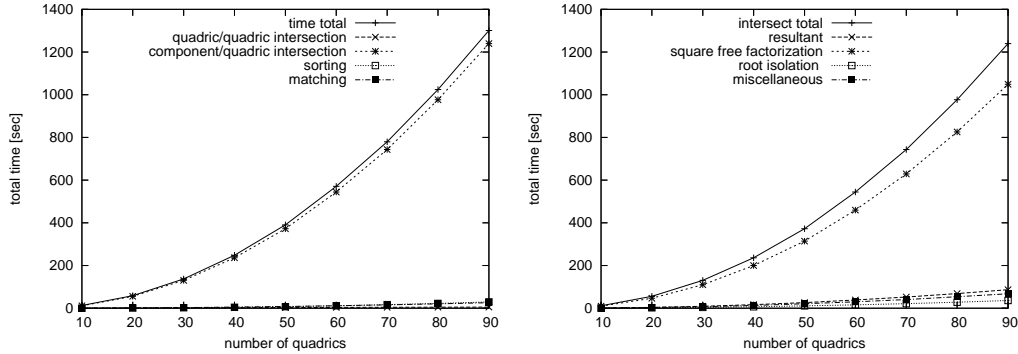 1400
1200
1000
800
600
400
200
0
total time [sec]
time total
quadric/quadric intersection
component/quadric intersection
sorting
matching
10 20 30 40 50 60 70 80 90
number of quadrics
1400
1200
1000
800
600
400
200
0
total time [sec]
intersect total
resultant
square free factorization
root isolation
miscellaneous
10 20 30 40 50 60 70 80 90
number of quadrics